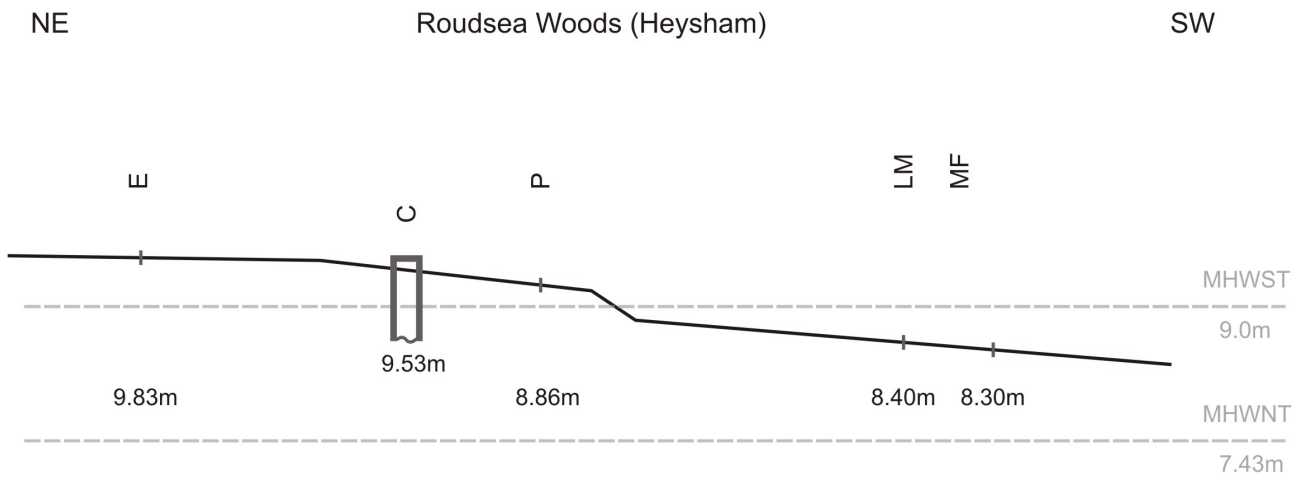 NE Roudsea Woods (Heysham) SW
E
C
P
LM
MF
MHWST
9.0m
9.53m
9.83m 8.86m 8.40m 8.30m
MHWNT
7.43m